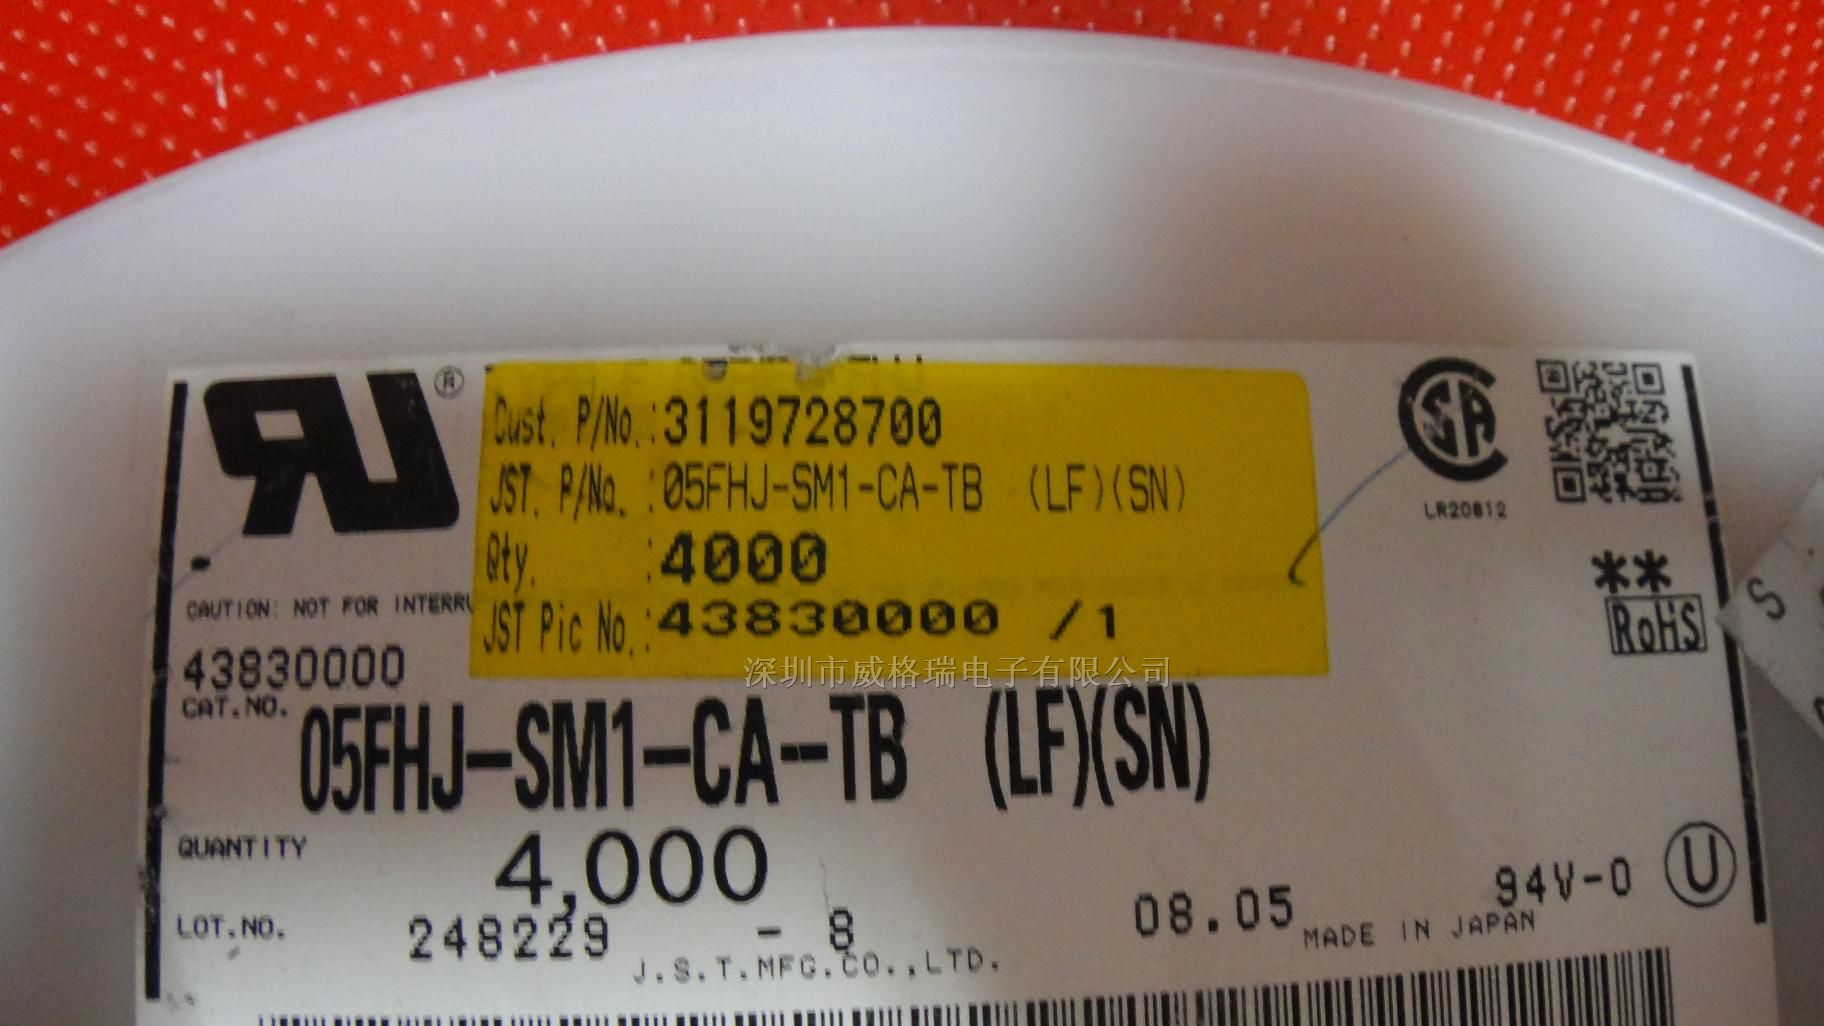 Cust. P/No.:3119728700
JST. P/No. :05FHJ-SM1-CA-TB (LF)(SN)
Qty. :4000
JST Pic No.:43830000 /1
LR20812
CAUTION: NOT FOR
**
RoHS
S
43830000
深圳市威格瑞电子有限公司
CAT.NO.
05FHJ-SM1-CA-TB (LF)(SN)
QUANTITY 4,000
94V-0 U
LOT.NO. 248229 - 8 08.05 MADE IN JAPAN
J.S.T.MFG.CO.,LTD.